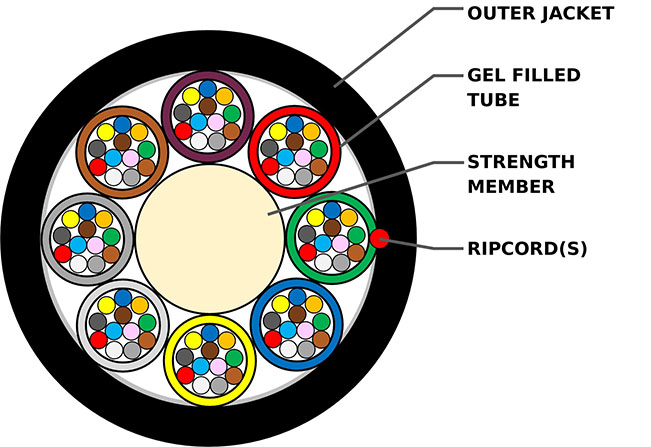 OUTER JACKET
GEL FILLED
TUBE
STRENGTH
MEMBER
RIPCORD(S)